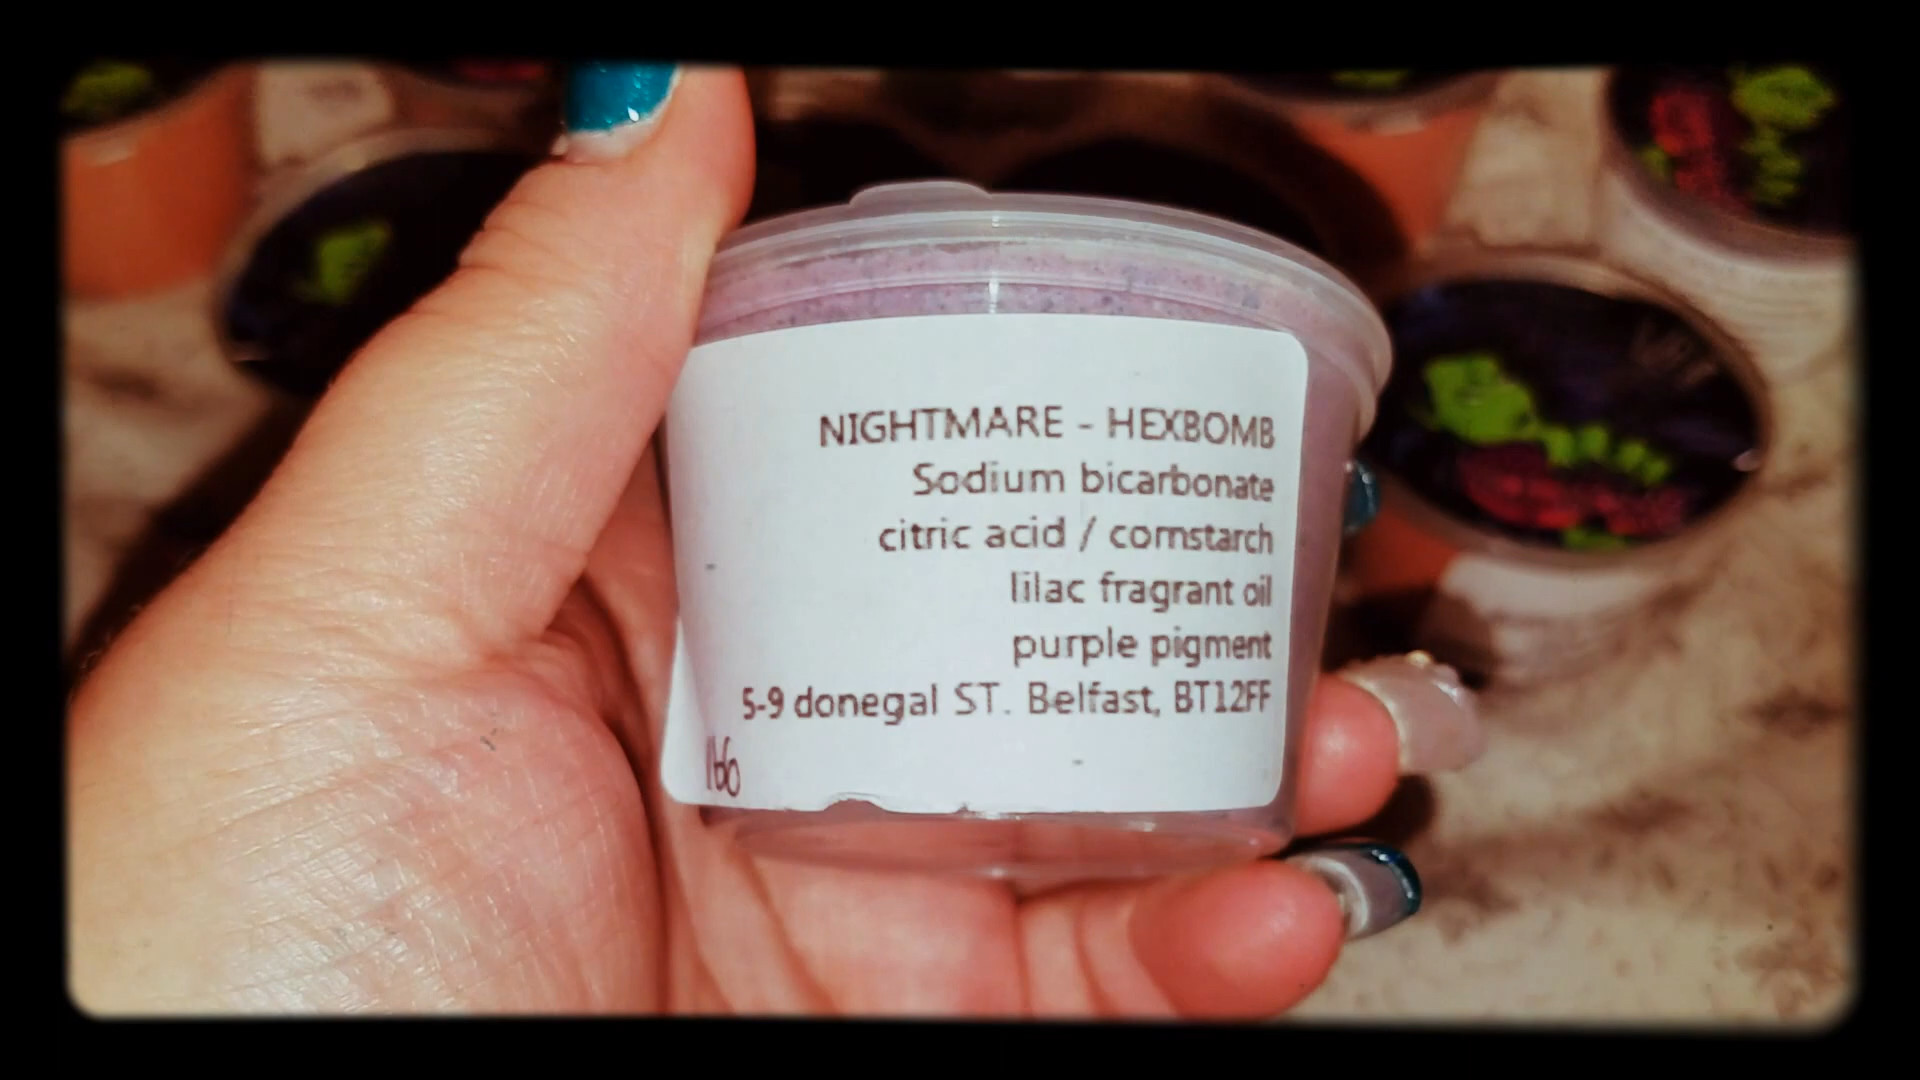 NIGHTMARE - HEXBOMB
Sodium bicarbonate
citric acid / cornstarch
lilac fragrant oil
purple pigment
5-9 donegal ST. Belfast, BT12FF
166